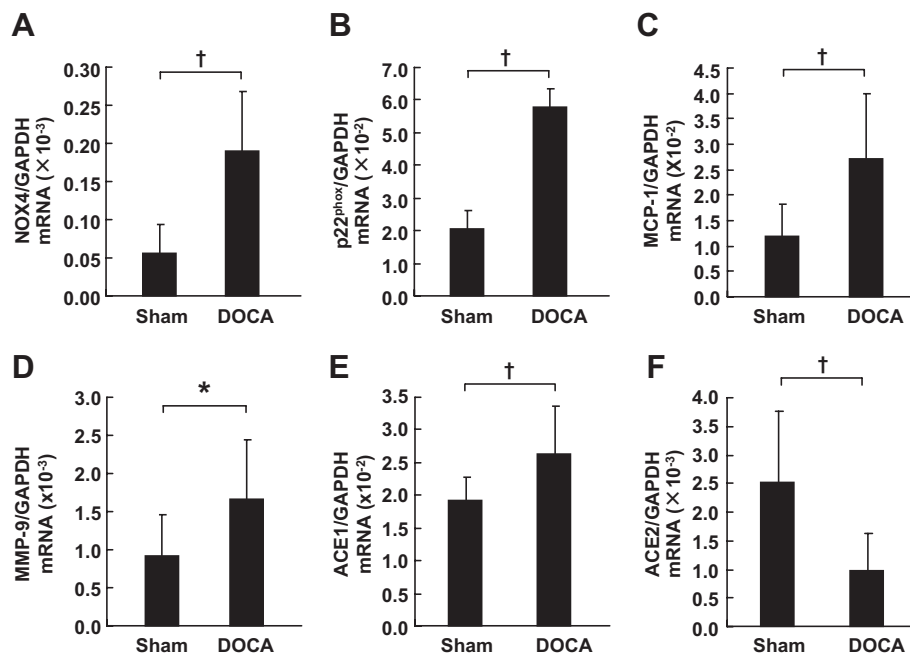 A
NOX4/GAPDH
mRNA (×10-3)
0.30
0.25
0.20
0.15
0.10
0.05
0.00
†
Sham DOCA
B
p22phox/GAPDH
mRNA (×10-2)
7.0
6.0
5.0
4.0
3.0
2.0
1.0
0.0
†
Sham DOCA
C
MCP-1/GAPDH
mRNA (X10-2)
4.5
4.0
3.5
3.0
2.5
2.0
1.5
1.0
0.5
0.0
†
Sham DOCA
D
MMP-9/GAPDH
mRNA (x10-3)
3.0
2.5
2.0
1.5
1.0
0.5
0.0
*
Sham DOCA
E
ACE1/GAPDH
mRNA (x10-2)
3.5
3.0
2.5
2.0
1.5
1.0
0.5
0.0
†
Sham DOCA
F
ACE2/GAPDH
mRNA (×10-3)
4.0
3.5
3.0
2.5
2.0
1.5
1.0
0.5
0.0
†
Sham DOCA